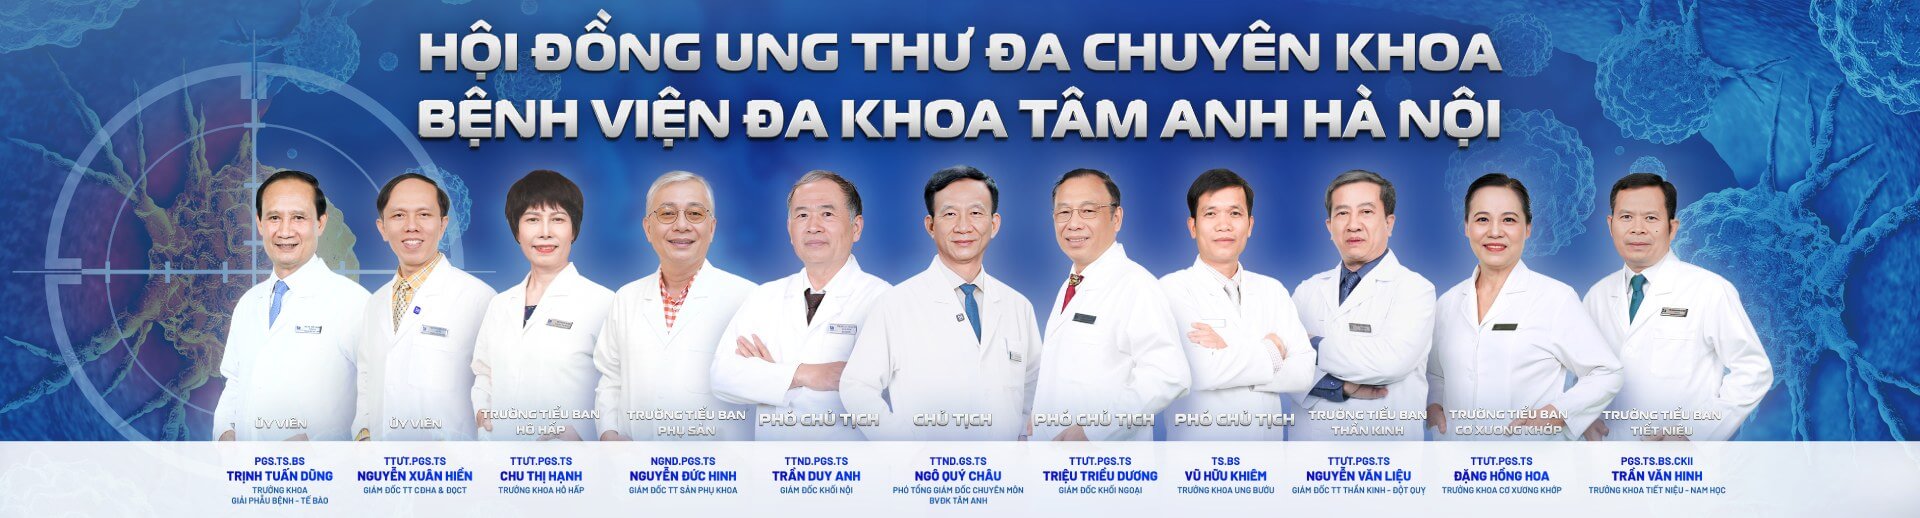 HỘI ĐỒNG UNG THƯ ĐA CHUYÊN KHOA
BỆNH VIỆN ĐA KHOA TÂM ANH HÀ NỘI
ỦY VIÊN
ỦY VIÊN
TRƯỞNG TIỂU BAN
HÔ HẤP
TRƯỞNG TIỂU BAN
PHỤ SẢN
PHÓ CHỦ TỊCH
CHỦ TỊCH
PHÓ CHỦ TỊCH
PHÓ CHỦ TỊCH
TRƯỞNG TIỂU BAN
THẦN KINH
TRƯỞNG TIỂU BAN
CƠ XƯƠNG KHỚP
TRƯỞNG TIỂU BAN
TIẾT NIỆU
PGS.TS.BS
TRỊNH TUẤN DŨNG
TRƯỞNG KHOA
GIẢI PHẪU BỆNH - TẾ BÀO
TTƯT.PGS.TS
NGUYỄN XUÂN HIỀN
GIÁM ĐỐC TT CĐHA & ĐQCT
TTƯT.PGS.TS
CHU THỊ HẠNH
TRƯỞNG KHOA HÔ HẤP
NGND.PGS.TS
NGUYỄN ĐỨC HINH
GIÁM ĐỐC TT SẢN PHỤ KHOA
TTND.PGS.TS
TRẦN DUY ANH
GIÁM ĐỐC KHỐI NỘI
TTND.GS.TS
NGÔ QUÝ CHÂU
PHÓ TỔNG GIÁM ĐỐC CHUYÊN MÔN
BVĐK TÂM ANH
TTƯT.PGS.TS
TRIỆU TRIỀU DƯƠNG
GIÁM ĐỐC KHỐI NGOẠI
TS.BS
VŨ HỮU KHIÊM
TRƯỞNG KHOA UNG BƯỚU
TTƯT.PGS.TS
NGUYỄN VĂN LIỆU
GIÁM ĐỐC TT THẦN KINH - ĐỘT QUỴ
TTƯT.PGS.TS
ĐẶNG HỒNG HOA
TRƯỞNG KHOA CƠ XƯƠNG KHỚP
PGS.TS.BS.CKII
TRẦN VĂN HINH
TRƯỞNG KHOA TIẾT NIỆU - NAM HỌC